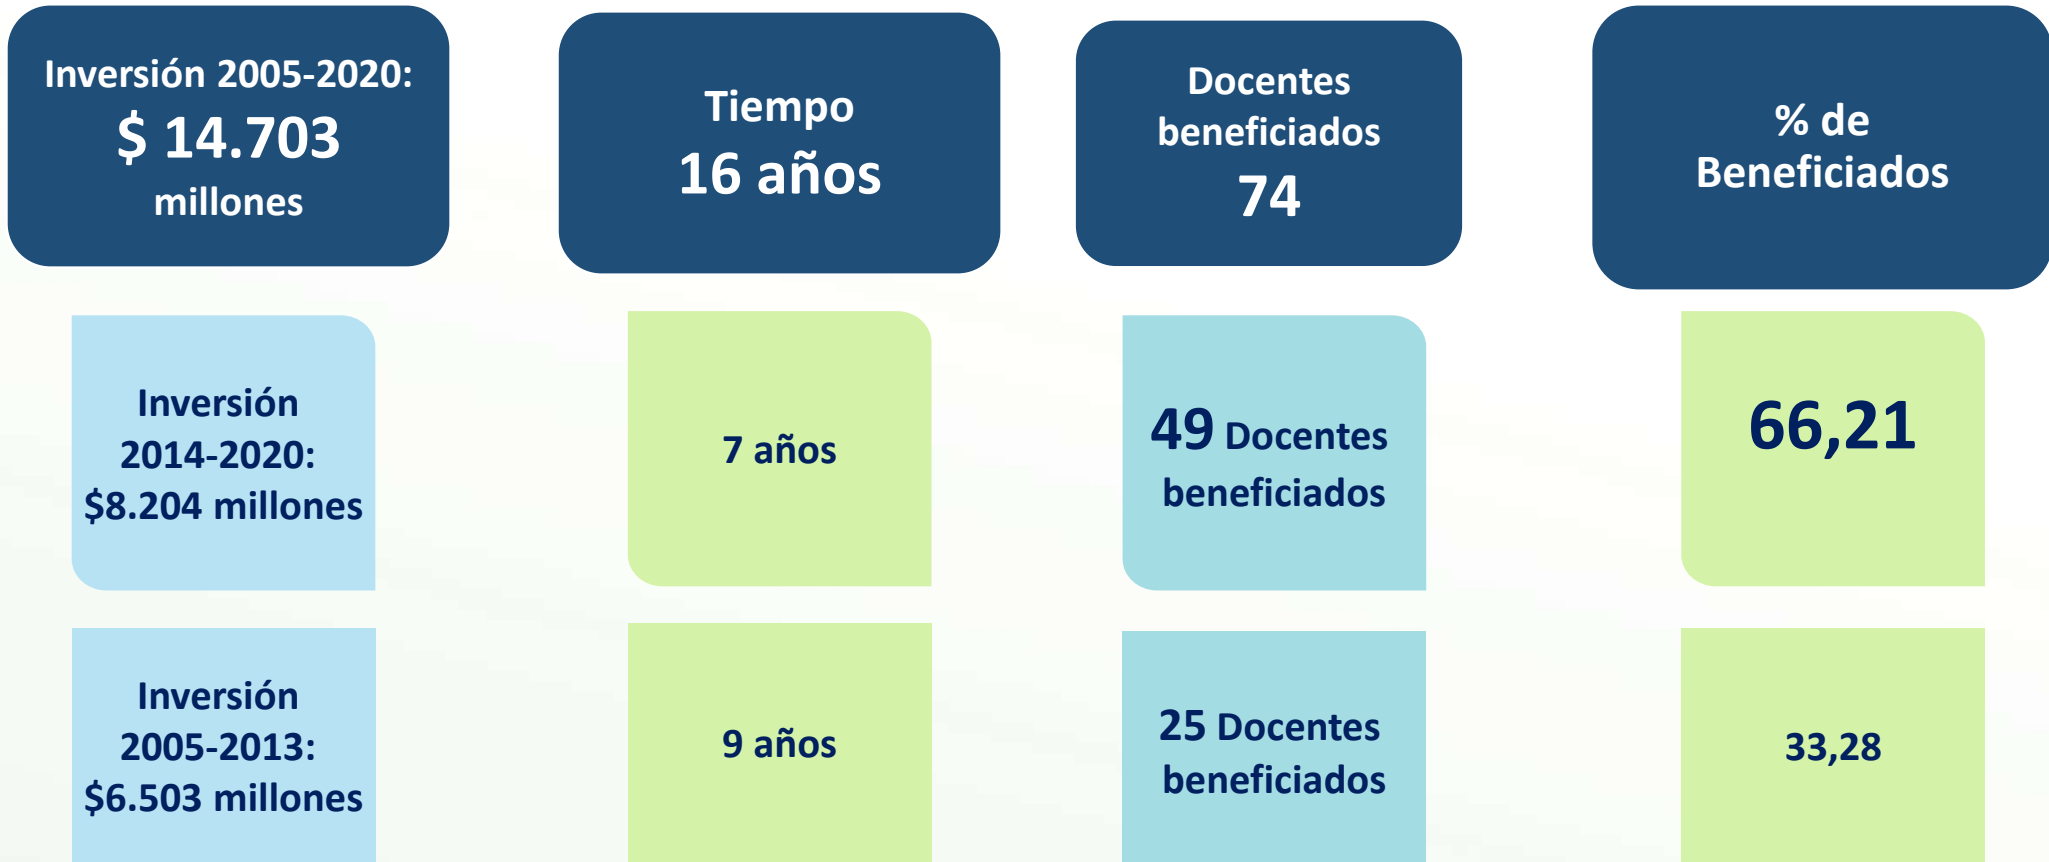 Inversión 2005-2020:
$ 14.703
millones
Tiempo
16 años
Docentes
beneficiados
74
% de
Beneficiados
Inversión
2014-2020:
$8.204 millones
7 años
49 Docentes
beneficiados
66,21
Inversión
2005-2013:
$6.503 millones
9 años
25 Docentes
beneficiados
33,28